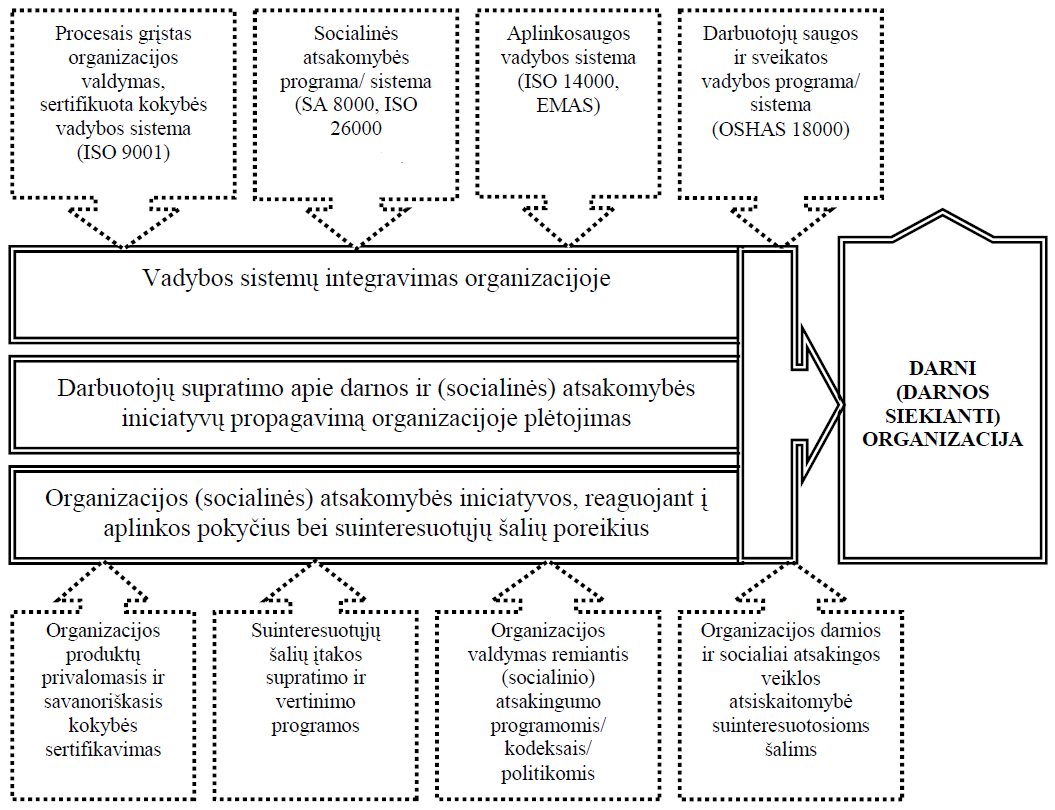 Procesais grįstas
organizacijos
valdymas,
sertifikuota kokybės
vadybos sistema
(ISO 9001)
Socialinės
atsakomybės
programa/ sistema
(SA 8000, ISO
26000
Aplinkosaugos
vadybos sistema
(ISO 14000,
EMAS)
Darbuotojų saugos
ir sveikatos
vadybos programa/
sistema
(OSHAS 18000)
Vadybos sistemų integravimas organizacijoje
Darbuotojų supratimo apie darnos ir (socialinės) atsakomybės
iniciatyvų propagavimą organizacijoje plėtojimas
Organizacijos (socialinės) atsakomybės iniciatyvos, reaguojant į
aplinkos pokyčius bei suinteresuotųjų šalių poreikius
DARNI
(DARNOS
SIEKIANTI)
ORGANIZACIJA
Organizacijos
produktų
privalomasis ir
savanoriškasis
kokybės
sertifikavimas
Suinteresuotųjų
šalių įtakos
supratimo ir
vertinimo
programos
Organizacijos
valdymas remiantis
(socialinio)
atsakingumo
programomis/
kodeksais/
politikomis
Organizacijos darnios
ir socialiai atsakingos
veiklos
atsiskaitomybė
suinteresuotosioms
šalims